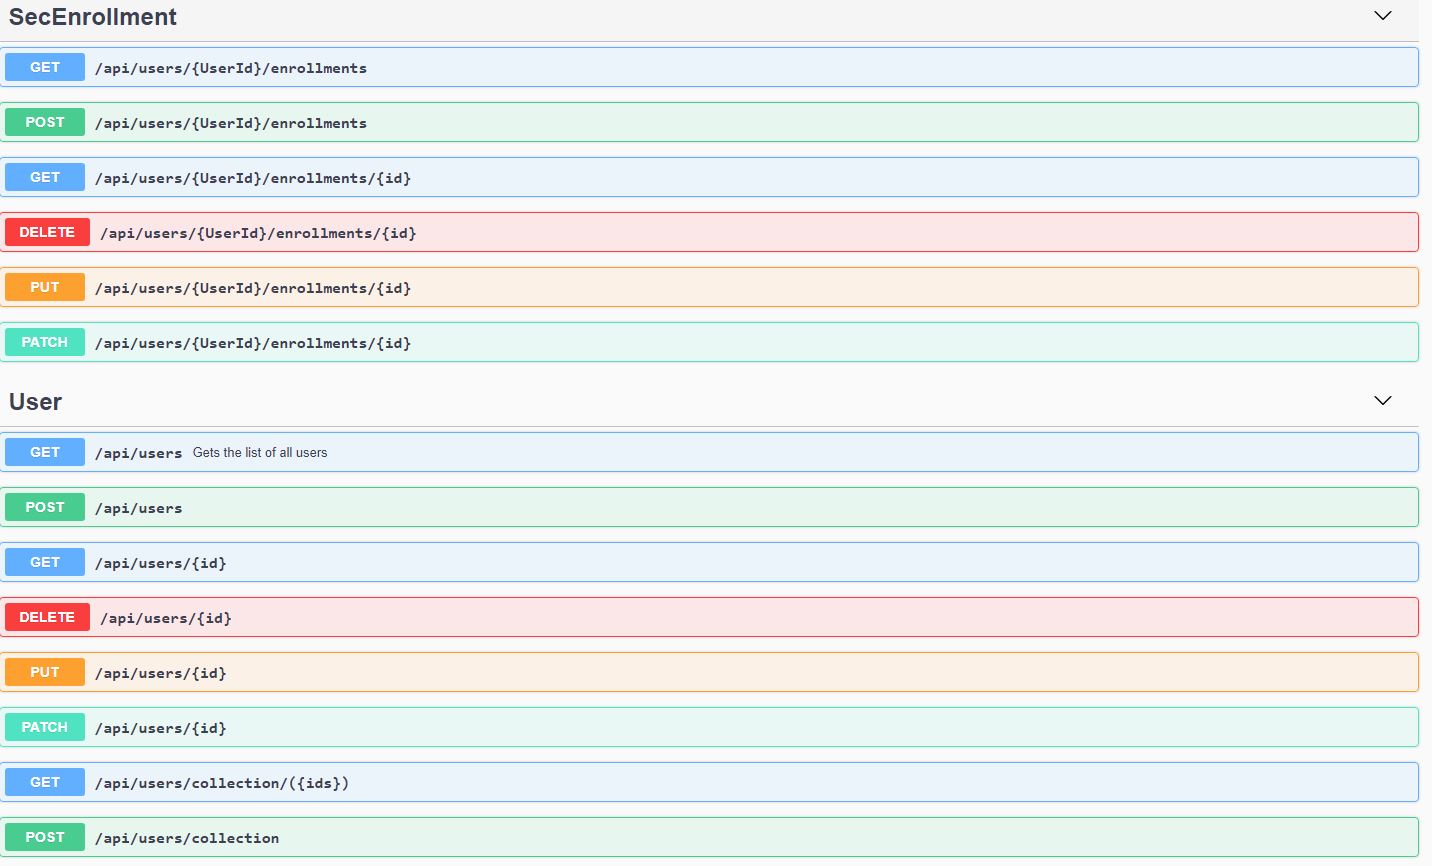 SecEnrollment
GET /api/users/{UserId}/enrollments
POST /api/users/{UserId}/enrollments
GET /api/users/{UserId}/enrollments/{id}
DELETE /api/users/{UserId}/enrollments/{id}
PUT /api/users/{UserId}/enrollments/{id}
PATCH /api/users/{UserId}/enrollments/{id}
User
GET /api/users Gets the list of all users
POST /api/users
GET /api/users/{id}
DELETE /api/users/{id}
PUT /api/users/{id}
PATCH /api/users/{id}
GET /api/users/collection/({ids})
POST /api/users/collection